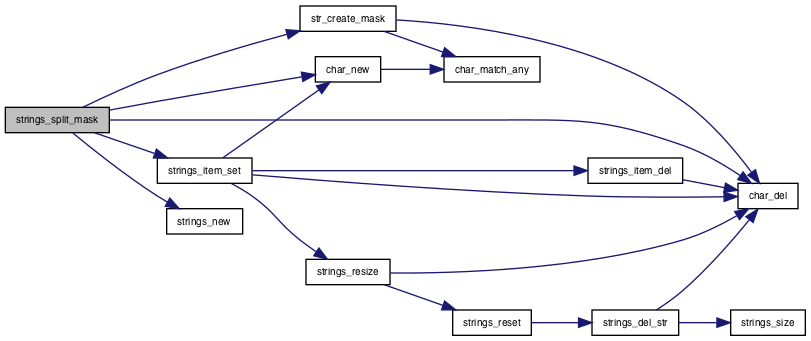 str_create_mask
char_new
char_match_any
strings_split_mask
strings_item_set
strings_item_del
char_del
strings_new
strings_resize
strings_reset
strings_del_str
strings_size